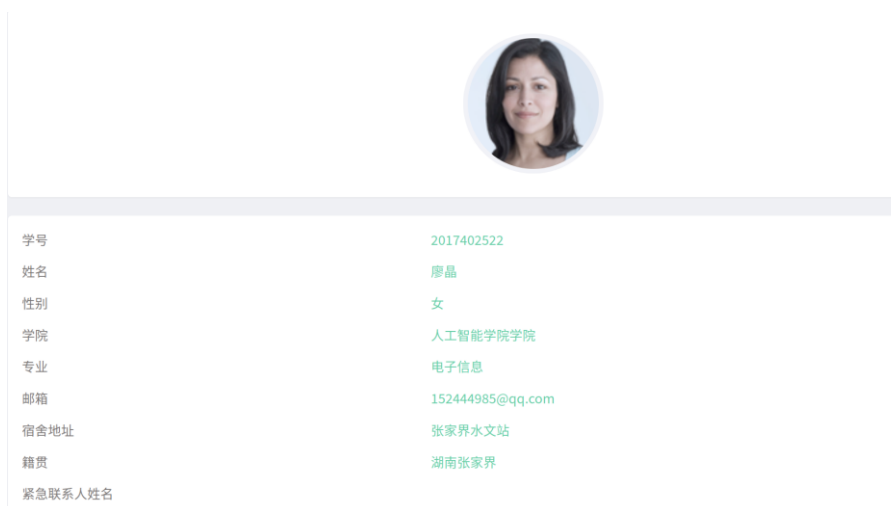 学号 2017402522
姓名 廖晶
性别 女
学院 人工智能学院学院
专业 电子信息
邮箱 152444985@qq.com
宿舍地址 张家界水文站
籍贯 湖南张家界
紧急联系人姓名